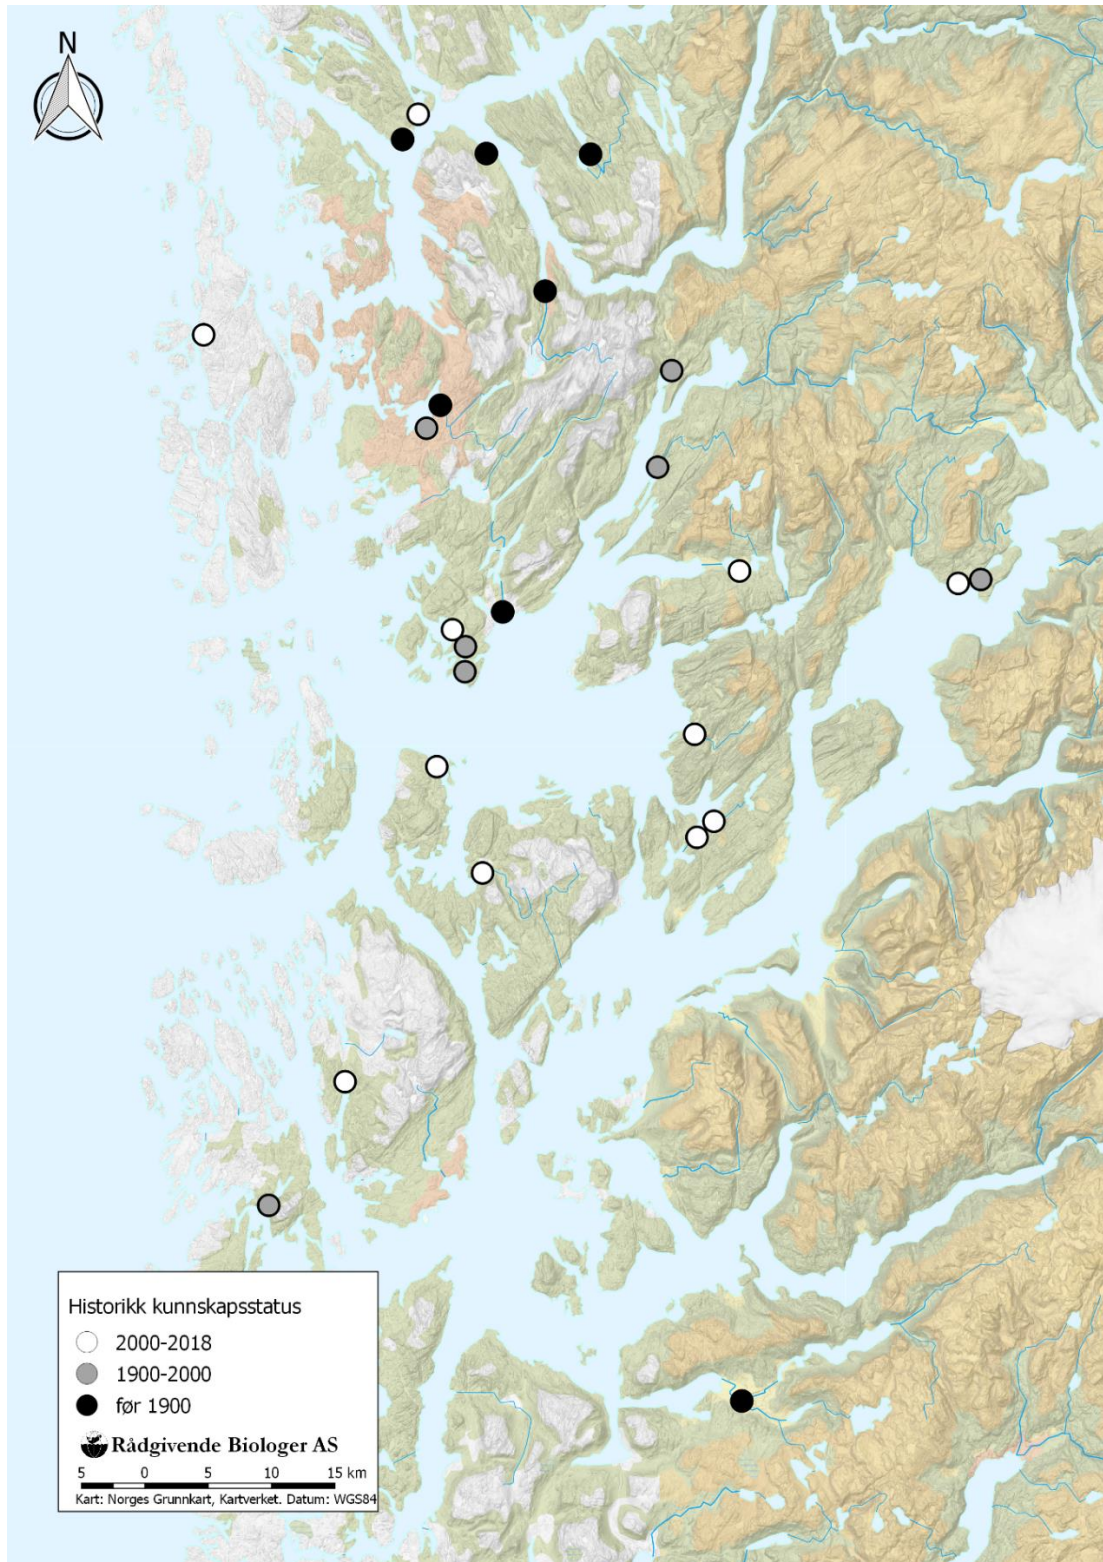 N
Historikk kunnskapsstatus
2000-2018
1900-2000
før 1900
Rådgivende Biologer AS
5 0 5 10 15 km
Kart: Norges Grunnkart, Kartverket. Datum: WGS84